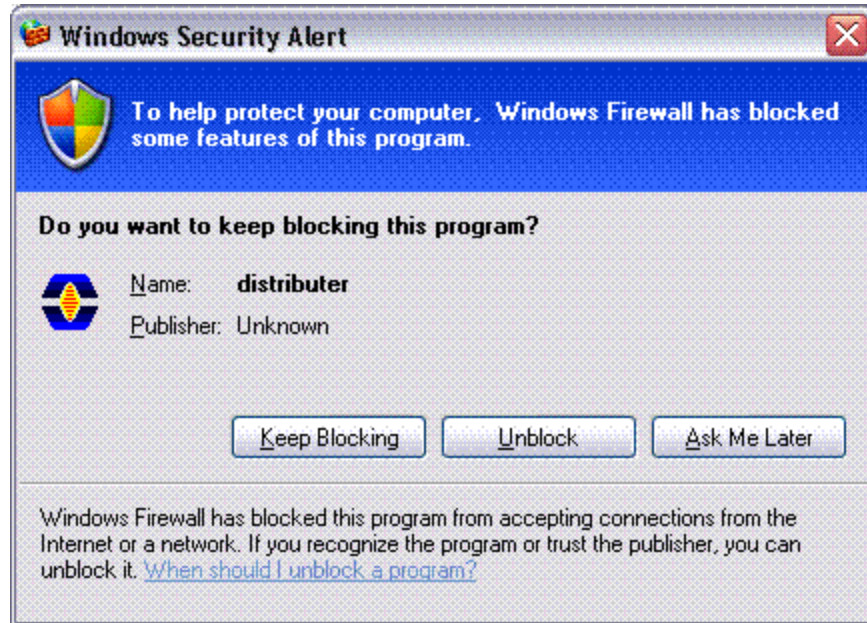 Windows Security Alert
To help protect your computer, Windows Firewall has blocked
some features of this program.
Do you want to keep blocking this program?
Name: distributer
Publisher: Unknown
Keep Blocking Unblock Ask Me Later
Windows Firewall has blocked this program from accepting connections from the
Internet or a network. If you recognize the program or trust the publisher, you can
unblock it. When should I unblock a program?